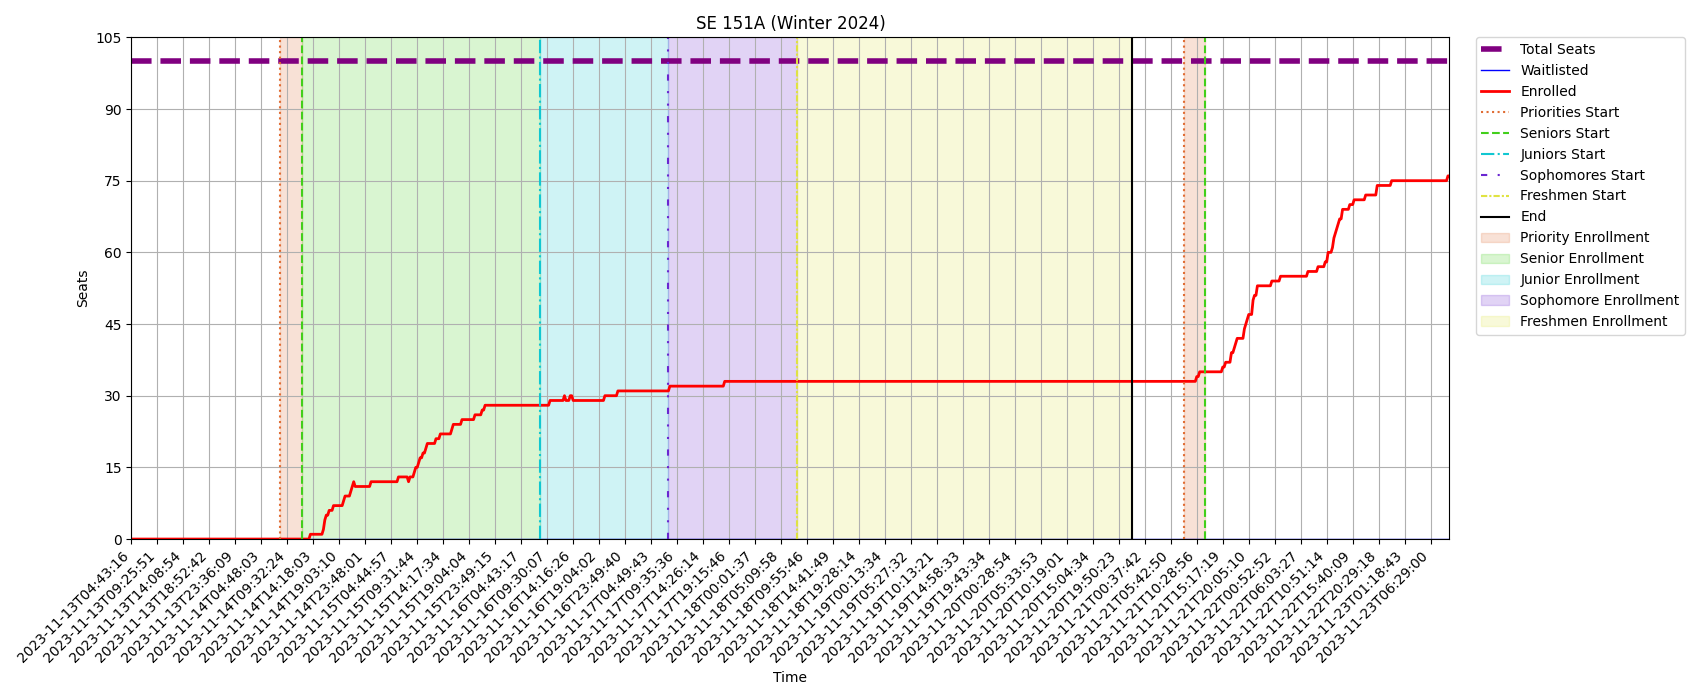 SE 151A (Winter 2024)
105
90
75
60
45
30
15
0
Seats
2023-11-13T04:43:16
2023-11-13T09:25:51
2023-11-13T14:08:54
2023-11-13T18:52:42
2023-11-13T23:36:09
2023-11-14T04:48:03
2023-11-14T09:32:24
2023-11-14T14:18:03
2023-11-14T19:03:10
2023-11-14T23:48:01
2023-11-15T04:44:57
2023-11-15T09:31:44
2023-11-15T14:17:34
2023-11-15T19:04:04
2023-11-15T23:49:15
2023-11-16T04:43:17
2023-11-16T09:30:07
2023-11-16T14:16:26
2023-11-16T19:04:02
2023-11-16T23:49:40
2023-11-17T04:49:43
2023-11-17T09:35:36
2023-11-17T14:26:14
2023-11-17T19:15:46
2023-11-18T00:01:37
2023-11-18T05:09:58
2023-11-18T09:55:46
2023-11-18T14:41:49
2023-11-18T19:28:14
2023-11-19T00:13:34
2023-11-19T05:27:32
2023-11-19T10:13:21
2023-11-19T14:58:33
2023-11-19T19:43:34
2023-11-20T00:28:54
2023-11-20T05:33:53
2023-11-20T10:19:01
2023-11-20T15:04:34
2023-11-20T19:50:23
2023-11-21T00:37:42
2023-11-21T05:42:50
2023-11-21T10:28:56
2023-11-21T15:17:19
2023-11-21T20:05:10
2023-11-22T00:52:52
2023-11-22T06:03:27
2023-11-22T10:51:14
2023-11-22T15:40:09
2023-11-22T20:29:18
2023-11-23T01:18:43
2023-11-23T06:29:00
Time
Total Seats
Waitlisted
Enrolled
Priorities Start
Seniors Start
Juniors Start
Sophomores Start
Freshmen Start
End
Priority Enrollment
Senior Enrollment
Junior Enrollment
Sophomore Enrollment
Freshmen Enrollment